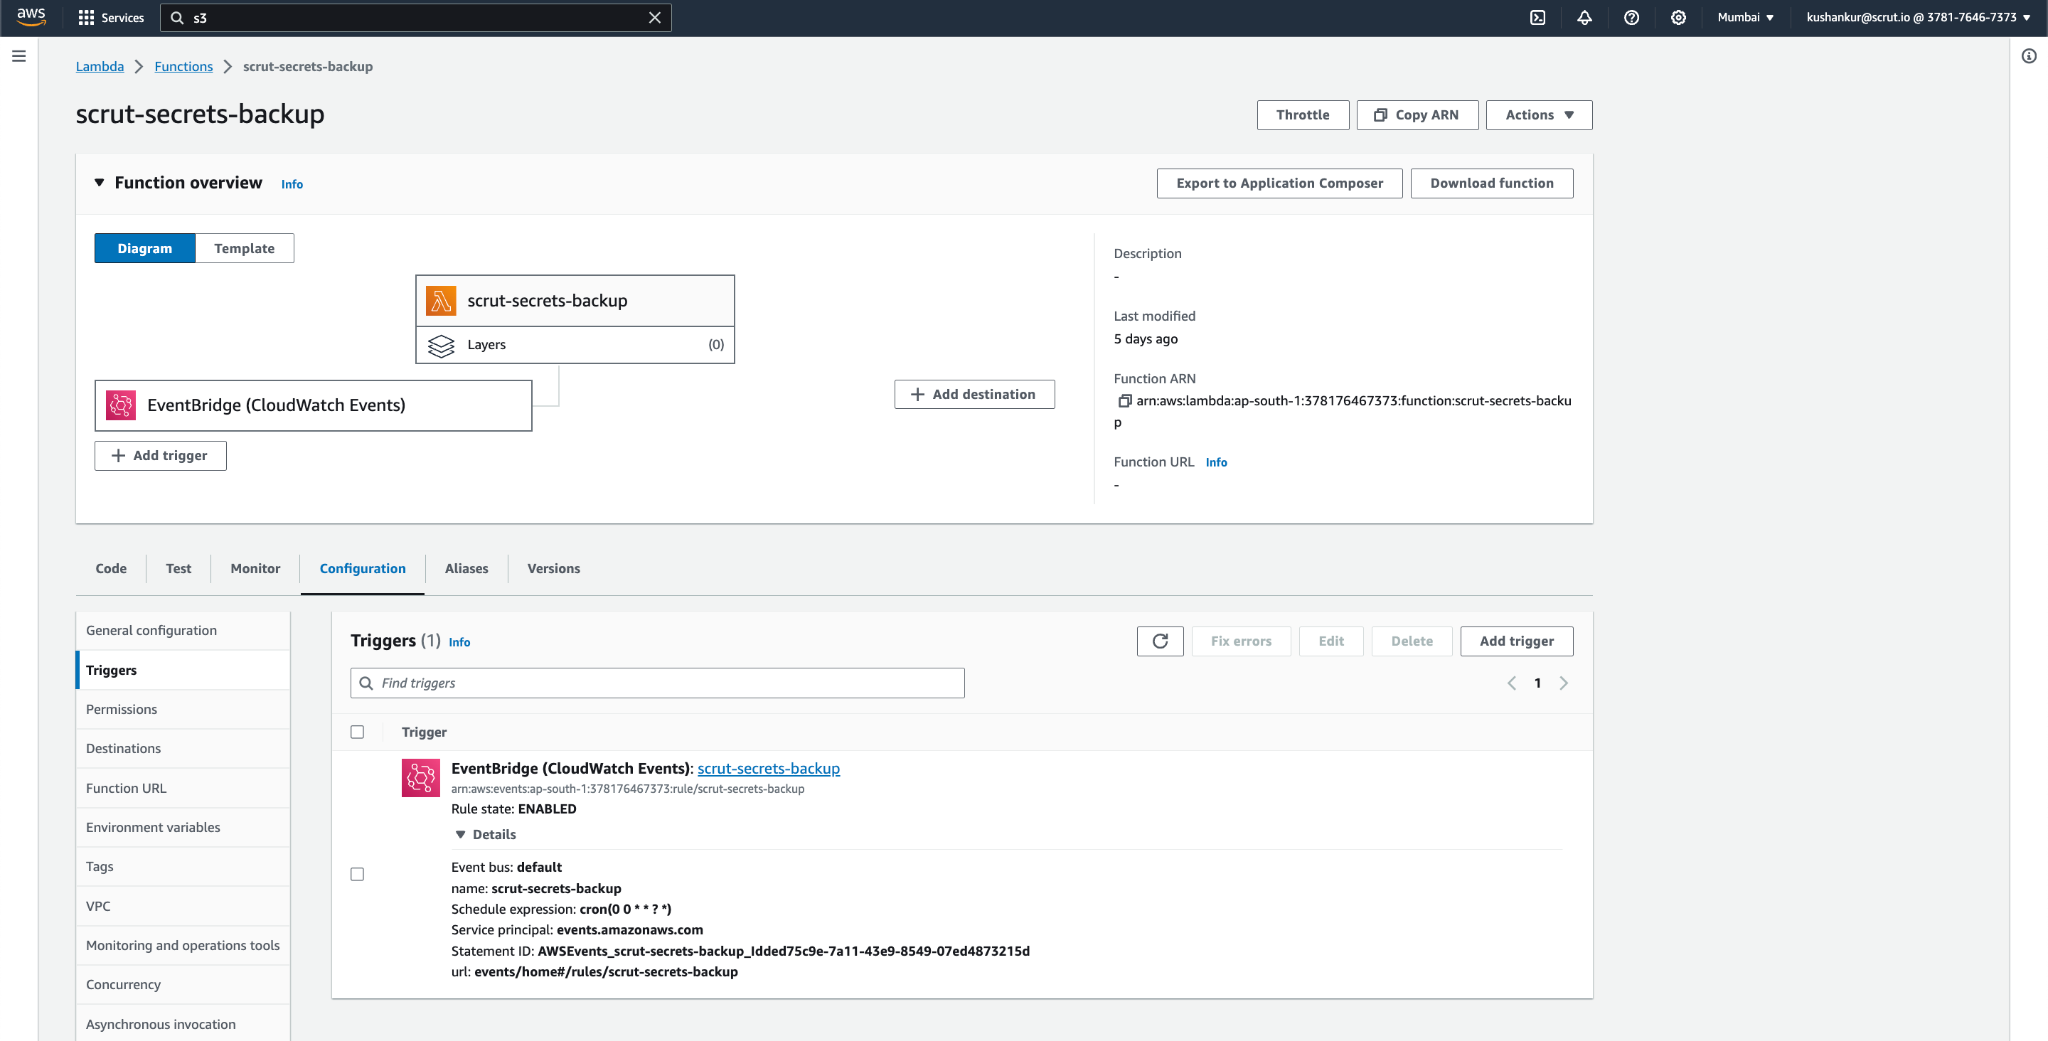 aws
Services
s3
Mumbai ▼
kushankur@scrut.io @ 3781-7646-7373 ▼
Lambda > Functions > scrut-secrets-backup
scrut-secrets-backup
Throttle
Copy ARN
Actions ▼
▼ Function overview Info
Export to Application Composer
Download function
Diagram
Template
scrut-secrets-backup
Layers (0)
EventBridge (CloudWatch Events)
+ Add trigger
+ Add destination
Description
-
Last modified
5 days ago
Function ARN
arn:aws:lambda:ap-south-1:378176467373:function:scrut-secrets-backu
p
Function URL Info
-
Code
Test
Monitor
Configuration
Aliases
Versions
General configuration
Triggers
Permissions
Destinations
Function URL
Environment variables
Tags
VPC
Monitoring and operations tools
Concurrency
Asynchronous invocation
Triggers (1) Info
Fix errors
Edit
Delete
Add trigger
Find triggers
< 1 >
Trigger
EventBridge (CloudWatch Events): scrut-secrets-backup
arn:aws:events:ap-south-1:378176467373:rule/scrut-secrets-backup
Rule state: ENABLED
▼ Details
Event bus: default
name: scrut-secrets-backup
Schedule expression: cron(0 0 * * ? *)
Service principal: events.amazonaws.com
Statement ID: AWSEvents_scrut-secrets-backup_Idded75c9e-7a11-43e9-8549-07ed4873215d
url: events/home#/rules/scrut-secrets-backup